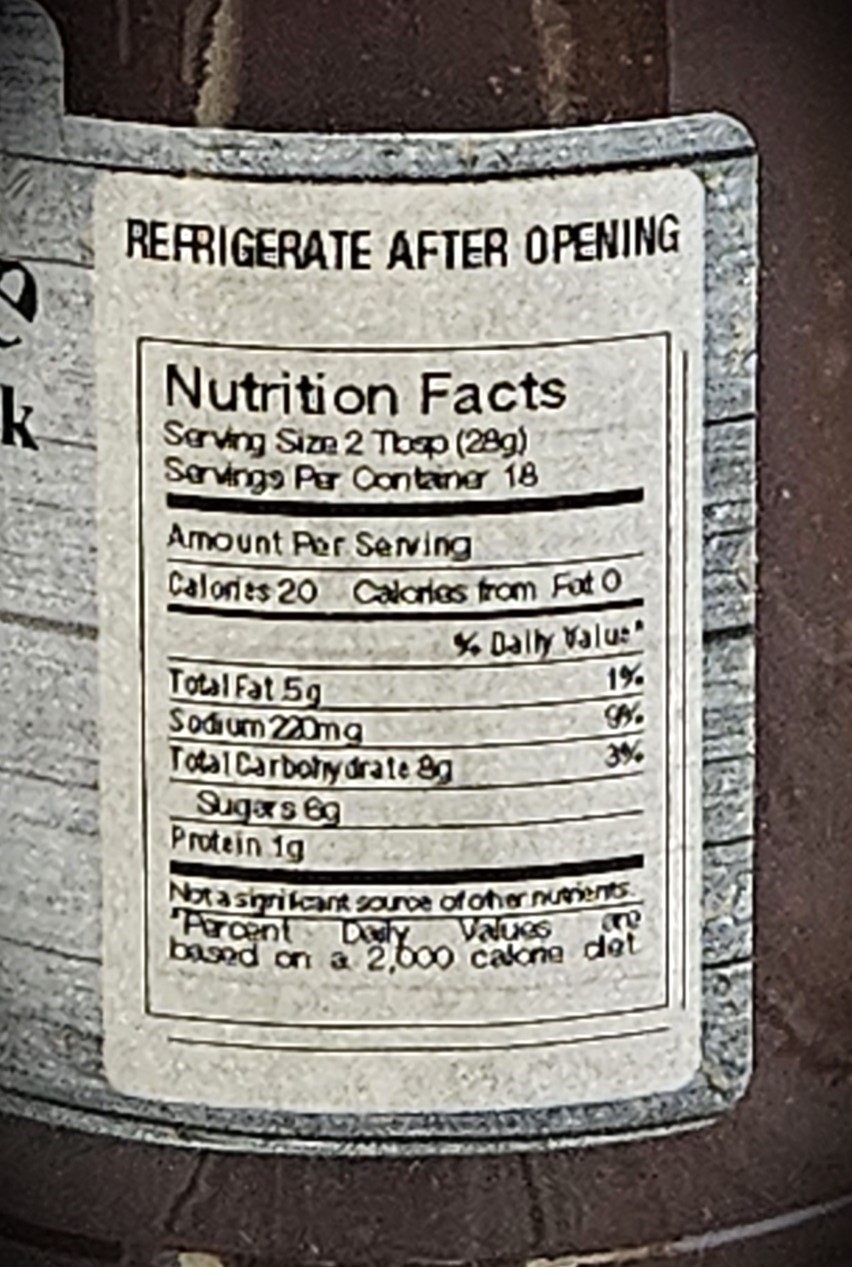 e
k
REFRIGERATE AFTER OPENING
Nutrition Facts
Serving Size 2 Tbsp (28g)
Servings Per Container 18
Amount Per Serving
Calories 20 Calories from Fat 0
% Daily Value*
Total Fat .5g 1%
Sodium 220mg 9%
Total Carbohydrate 8g 3%
Sugars 6g
Protein 1g
Not a significant source of other nutrients.
*Percent Daily Values are
based on a 2,000 calorie diet